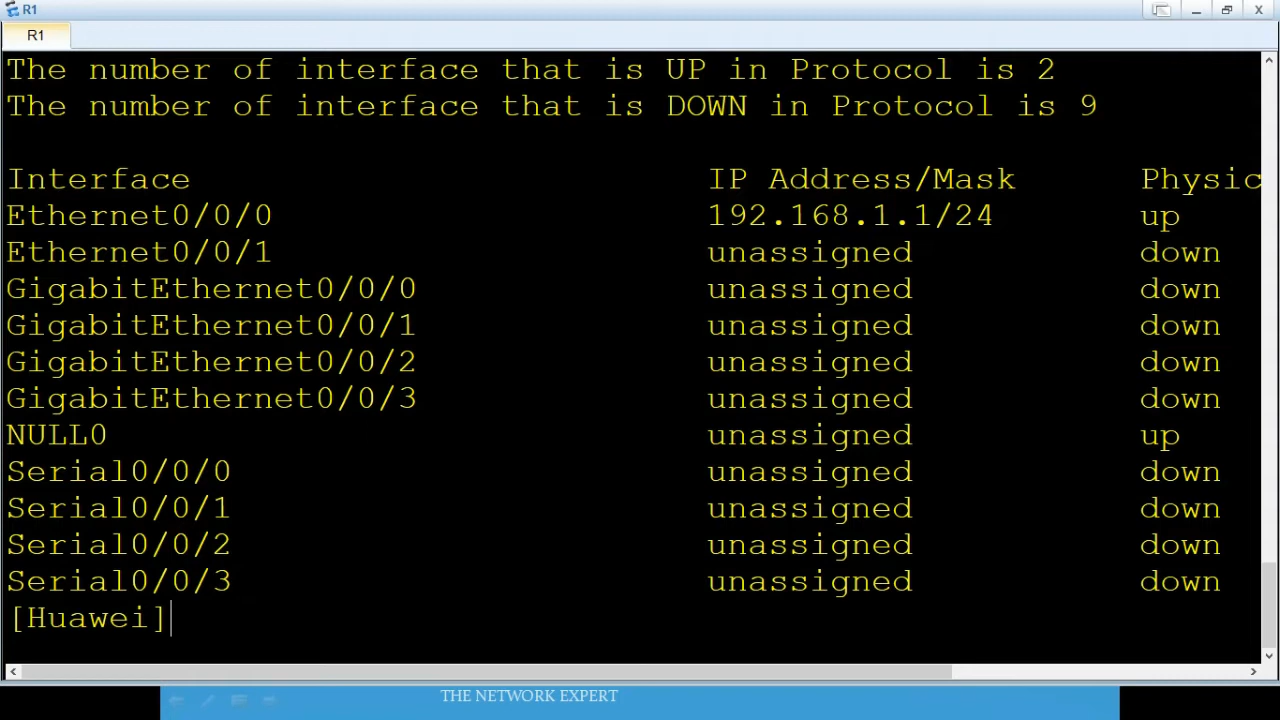 R1
R1
The number of interface that is UP in Protocol is 2
The number of interface that is DOWN in Protocol is 9
Interface IP Address/Mask Physic
Ethernet0/0/0 192.168.1.1/24 up
Ethernet0/0/1 unassigned down
GigabitEthernet0/0/0 unassigned down
GigabitEthernet0/0/1 unassigned down
GigabitEthernet0/0/2 unassigned down
GigabitEthernet0/0/3 unassigned down
NULL0 unassigned up
Serial0/0/0 unassigned down
Serial0/0/1 unassigned down
Serial0/0/2 unassigned down
Serial0/0/3 unassigned down
[Huawei]
THE NETWORK EXPERT